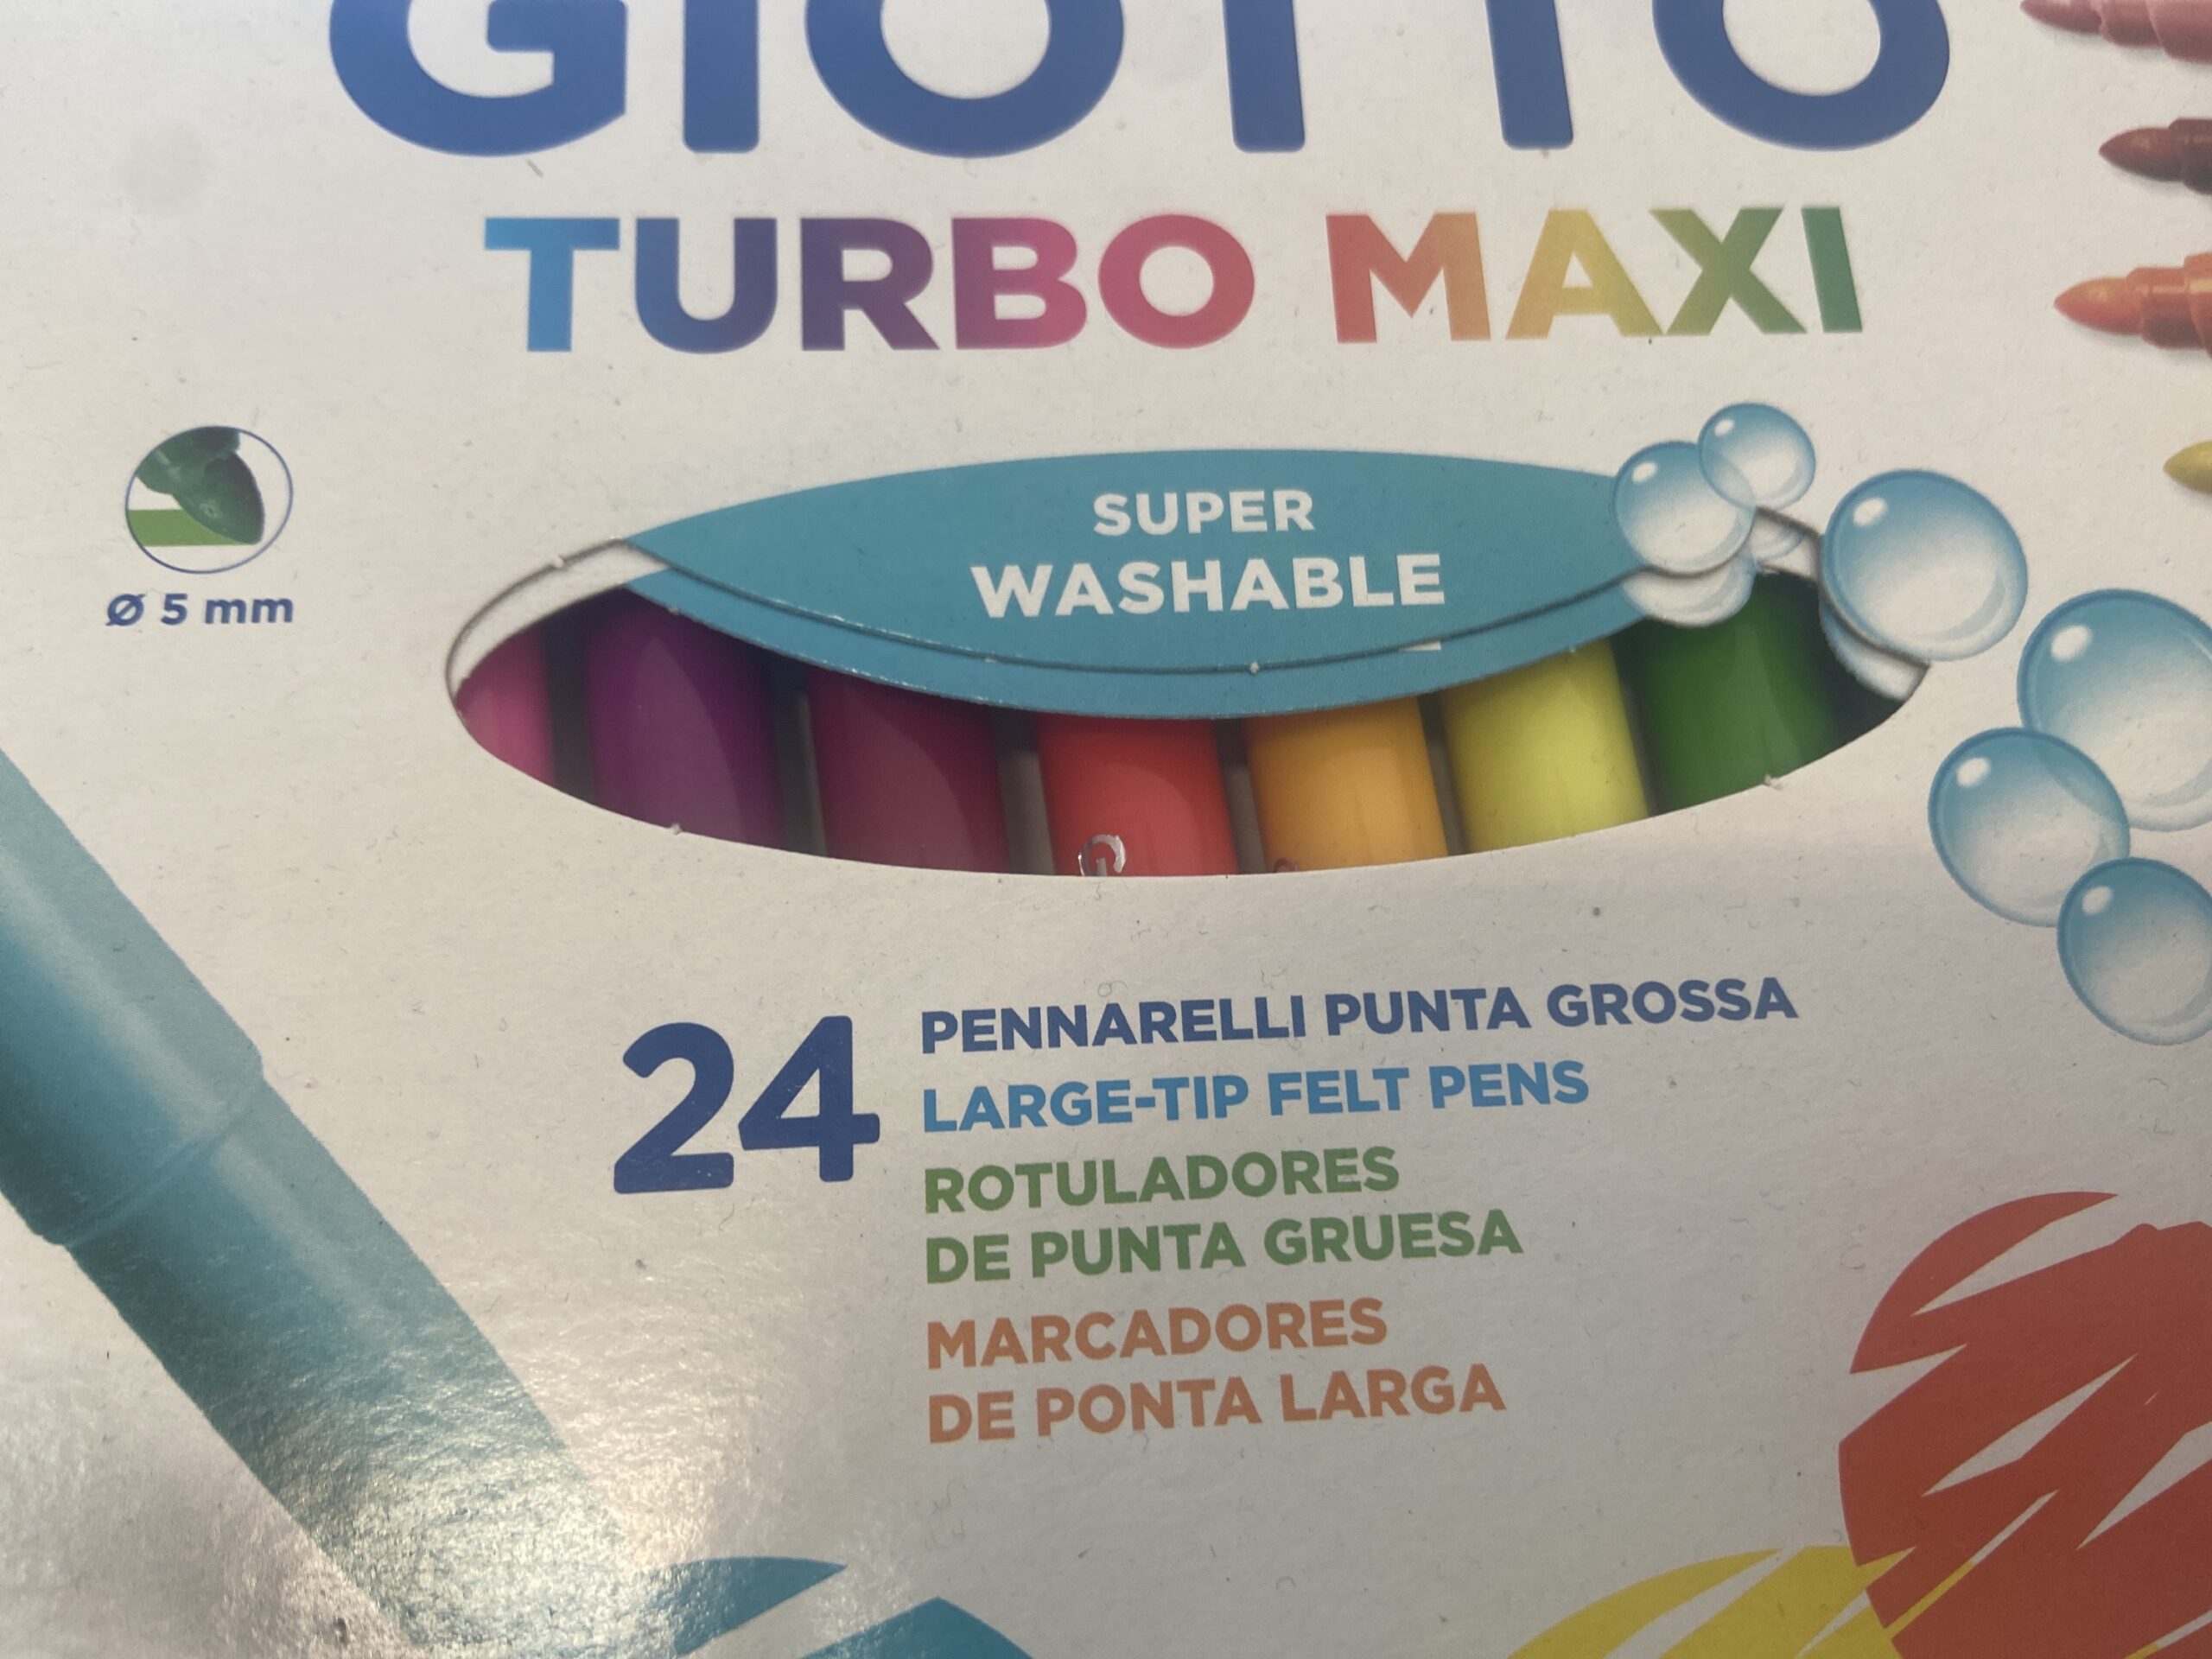 GIOTTO
TURBO MAXI
SUPER
WASHABLE
Ø 5 mm
24
PENNARELLI PUNTA GROSSA
LARGE-TIP FELT PENS
ROTULADORES
DE PUNTA GRUESA
MARCADORES
DE PONTA LARGA